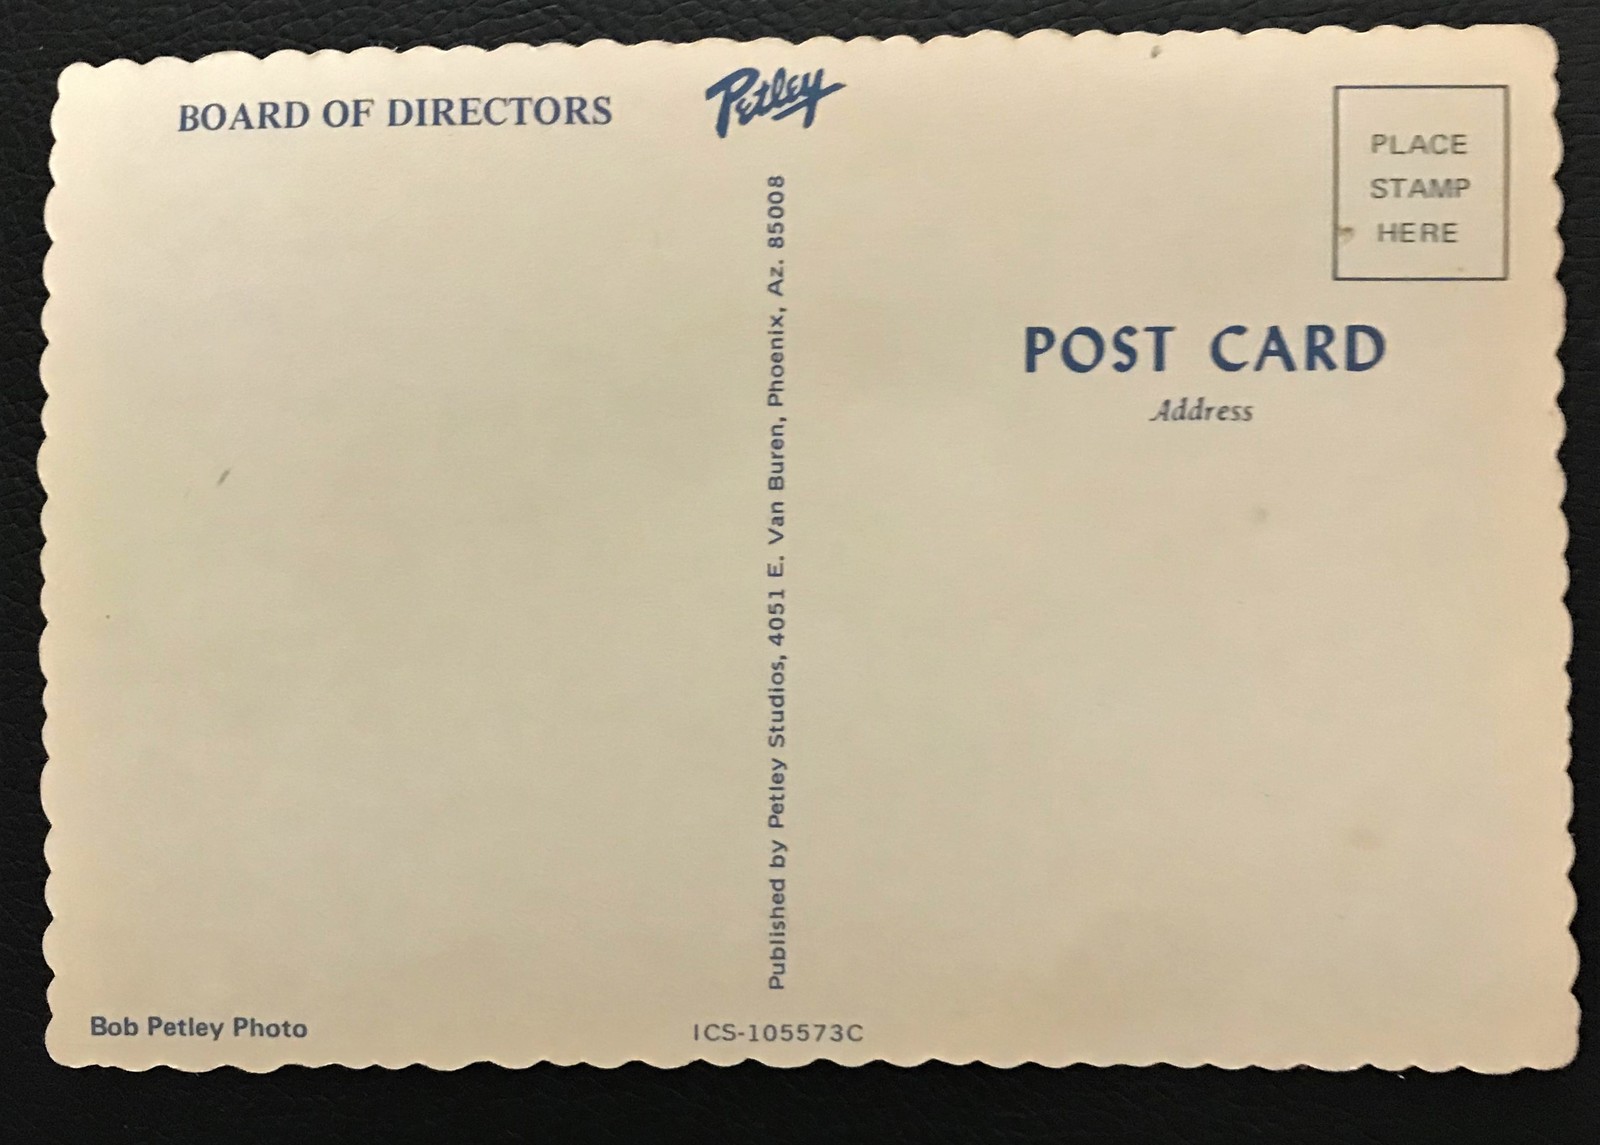 BOARD OF DIRECTORS
Petley
PLACE
STAMP
HERE
POST CARD
Address
Published by Petley Studios, 4051 E. Van Buren, Phoenix, Az. 85008
Bob Petley Photo
ICS-105573C